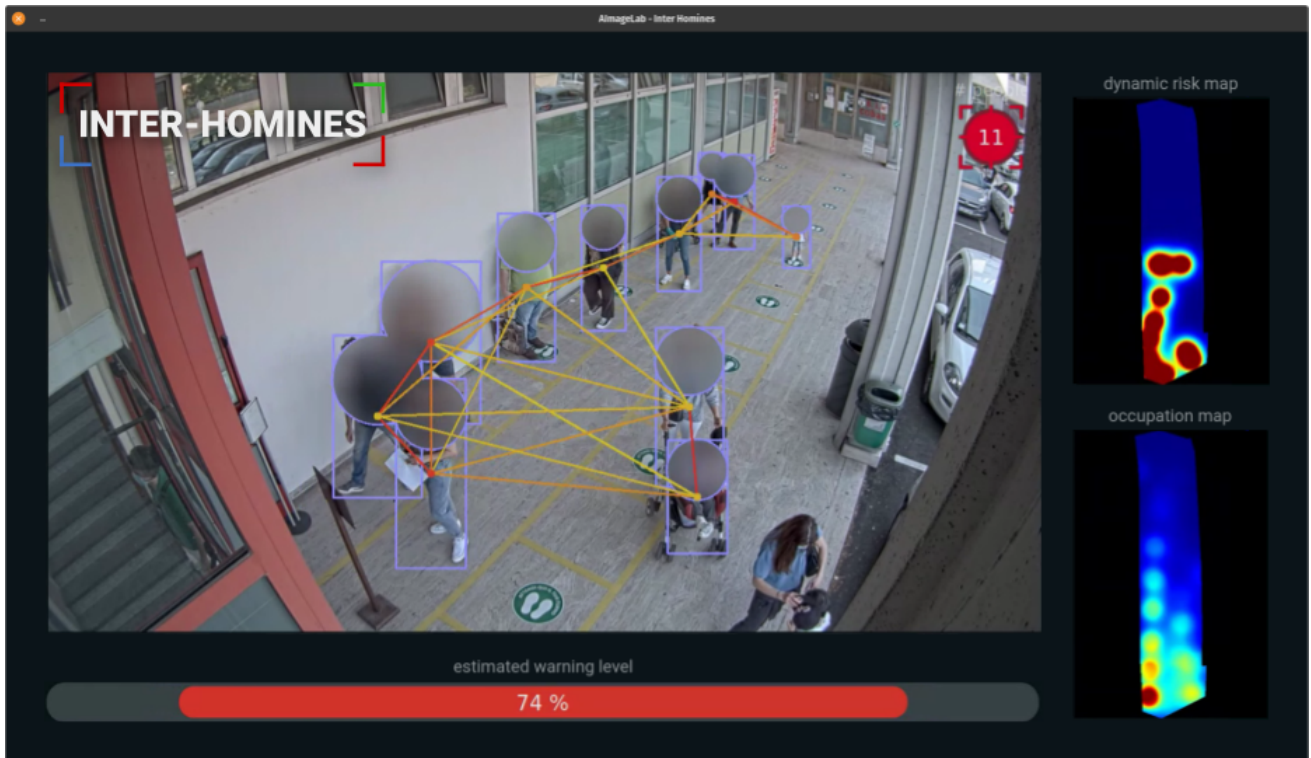 AImageLab - Inter Homines
INTER-HOMINES
11
dynamic risk map
occupation map
estimated warning level
74 %